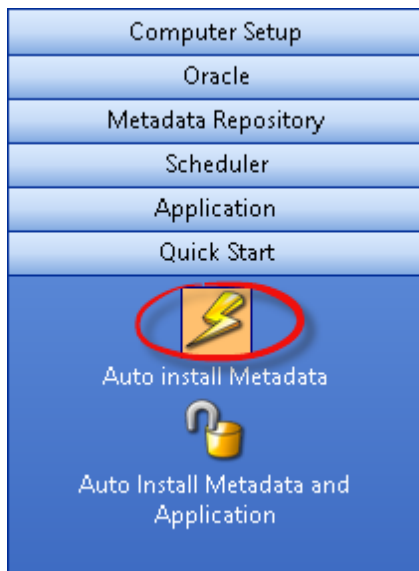 Computer Setup
Oracle
Metadata Repository
Scheduler
Application
Quick Start
Auto install Metadata
Auto Install Metadata and
Application